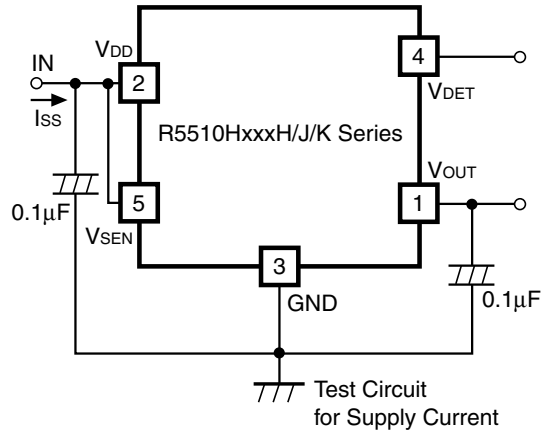 VDD
4
IN
2
VDET
ISS
R5510HxxxH/J/K Series
VOUT
0.1μF
5
1
VSEN
3
GND
0.1μF
Test Circuit
for Supply Current